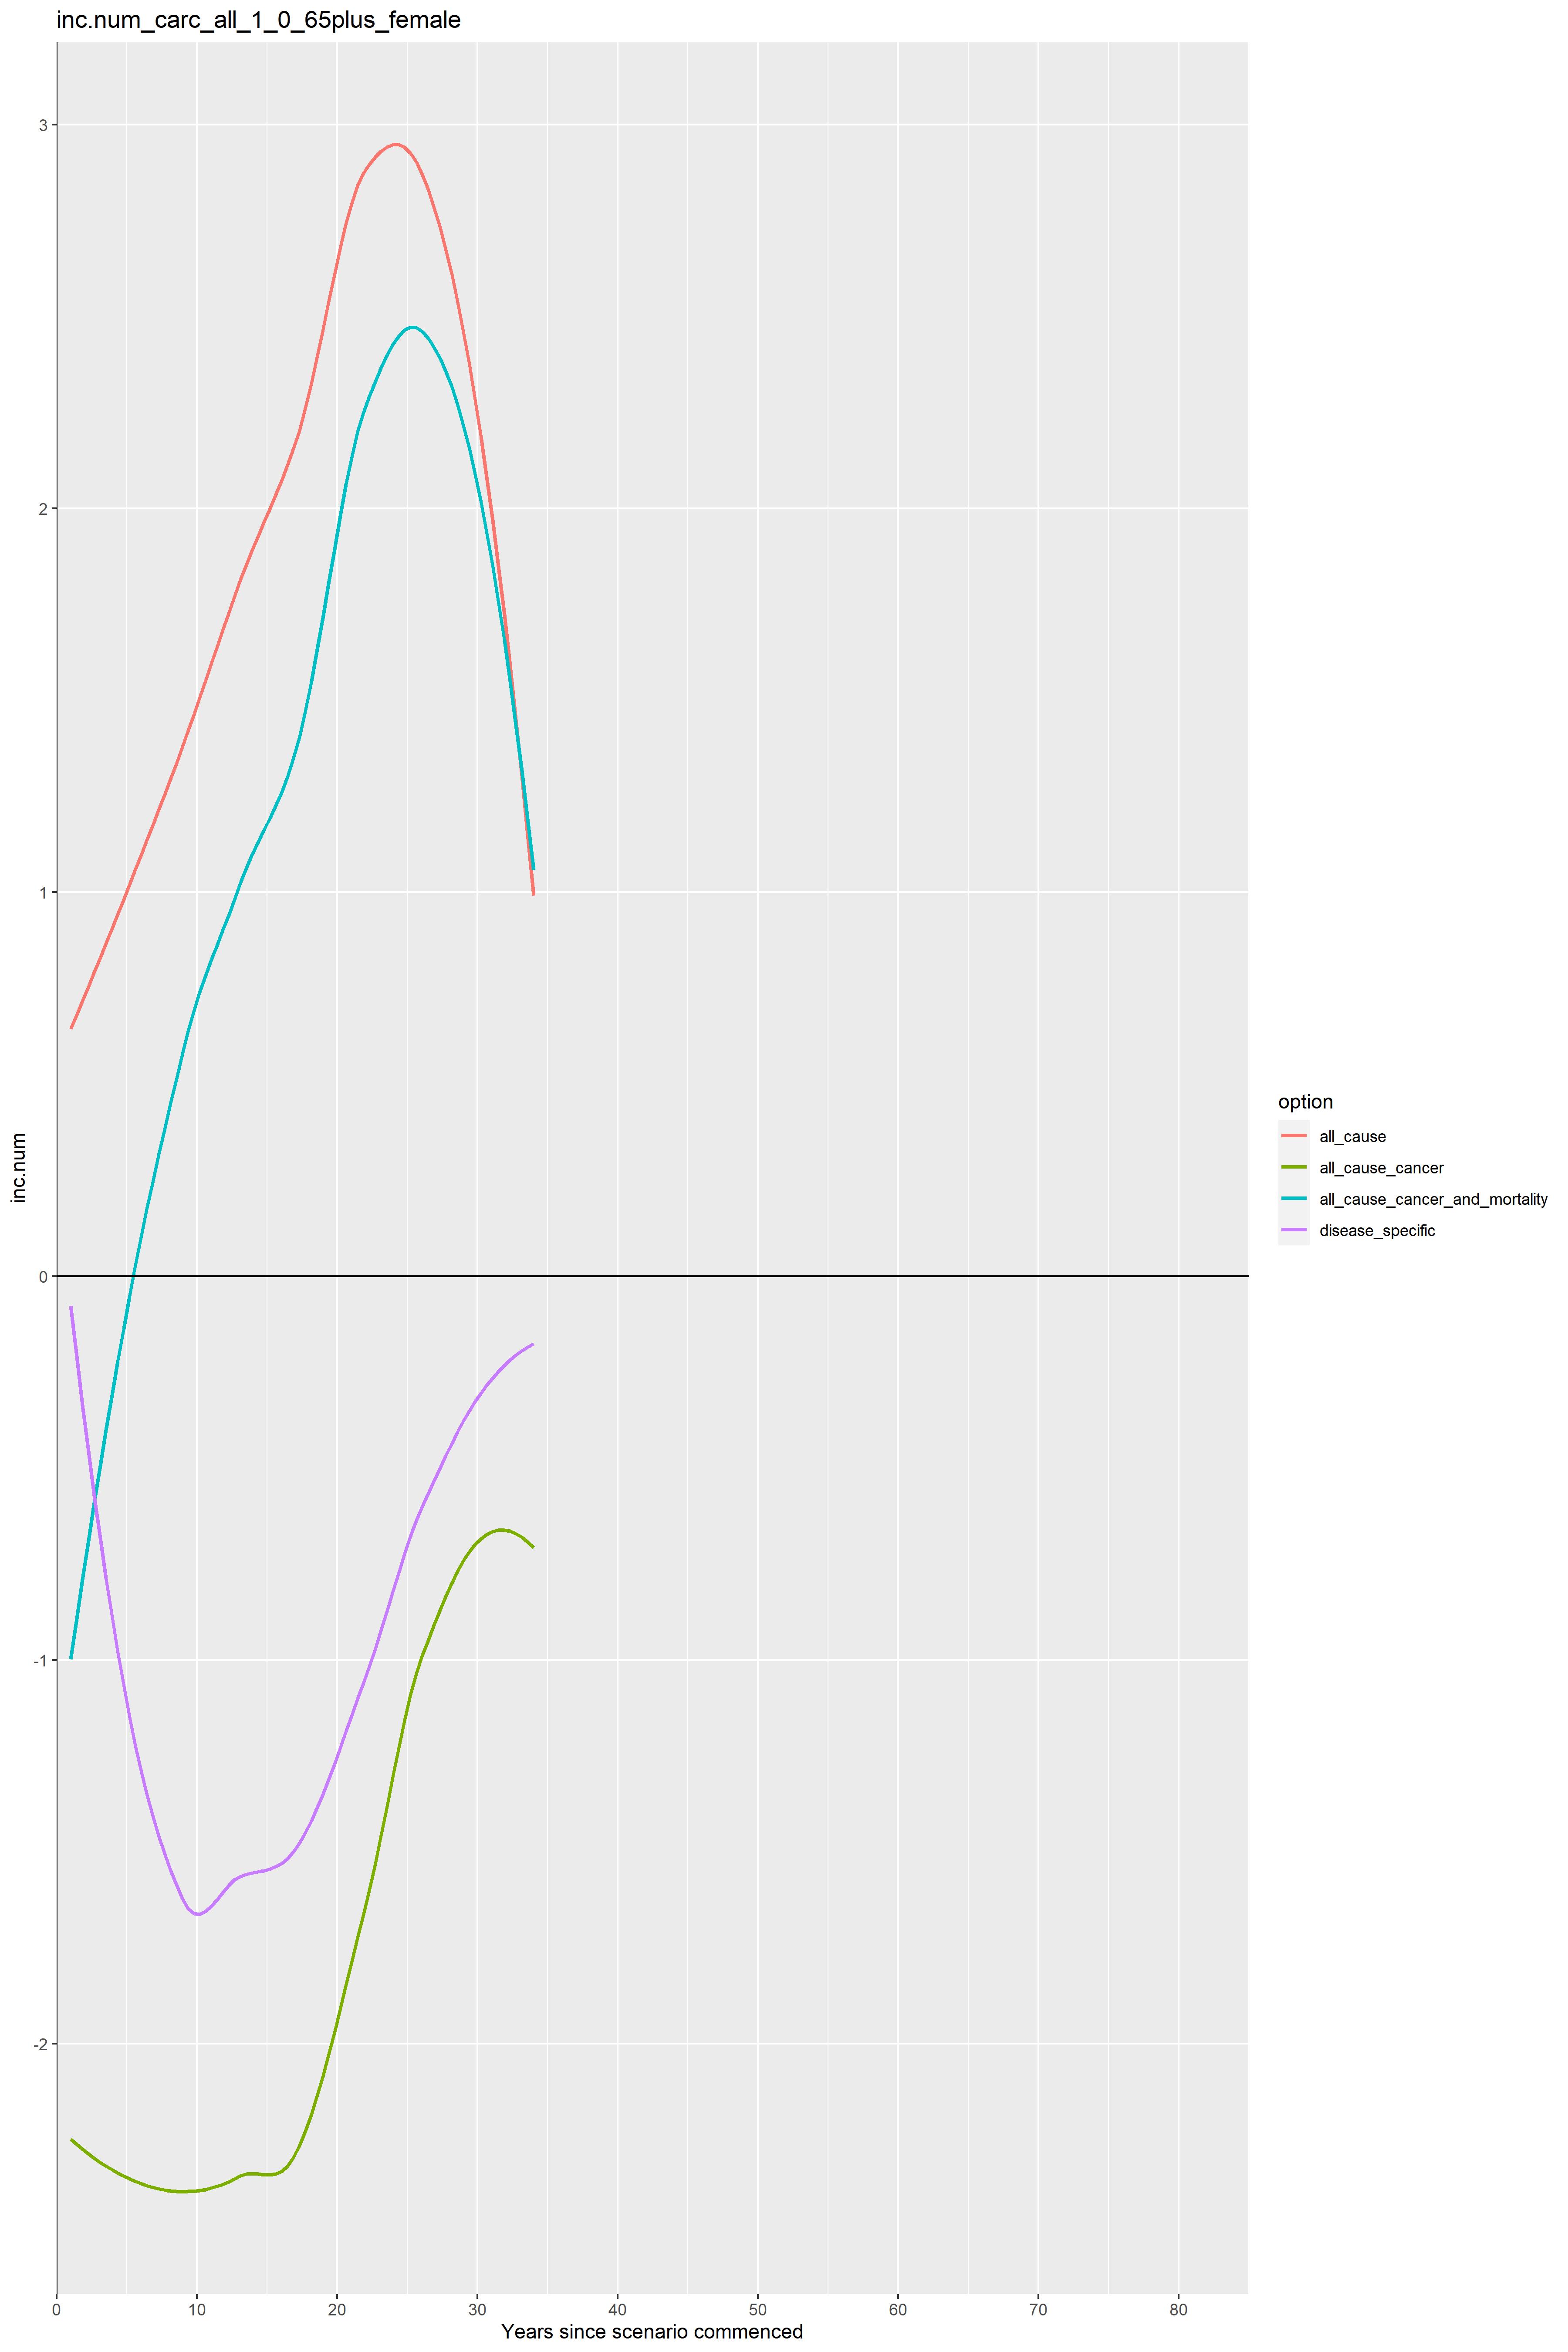 inc.num_carc_all_1_0_65plus_female
3
2
1
0
-1
-2
inc.num
0 10 20 30 40 50 60 70 80
Years since scenario commenced
option
all_cause
all_cause_cancer
all_cause_cancer_and_mortality
disease_specific